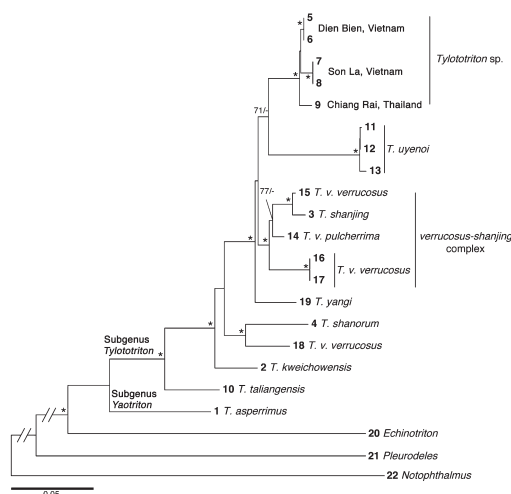 *
5
Dien Bien, Vietnam
6
Tylototriton sp.
7
Son La, Vietnam
*
8
*
9 Chiang Rai, Thailand
71/-
11
12
T. uyenoi
*
13
77/-
*
15 T. v. verrucosus
3 T. shanjing
14 T. v. pulcherrima
verrucosus-shanjing
complex
*
*
16
*
T. v. verrucosus
17
19 T. yangi
*
4 T. shanorum
*
18 T. v. verrucosus
Subgenus
Tylototriton
*
2 T. kweichowensis
Subgenus
Yaotriton
10 T. taliangensis
*
1 T. asperrimus
20 Echinotriton
21 Pleurodeles
22 Notophthalmus
0.05